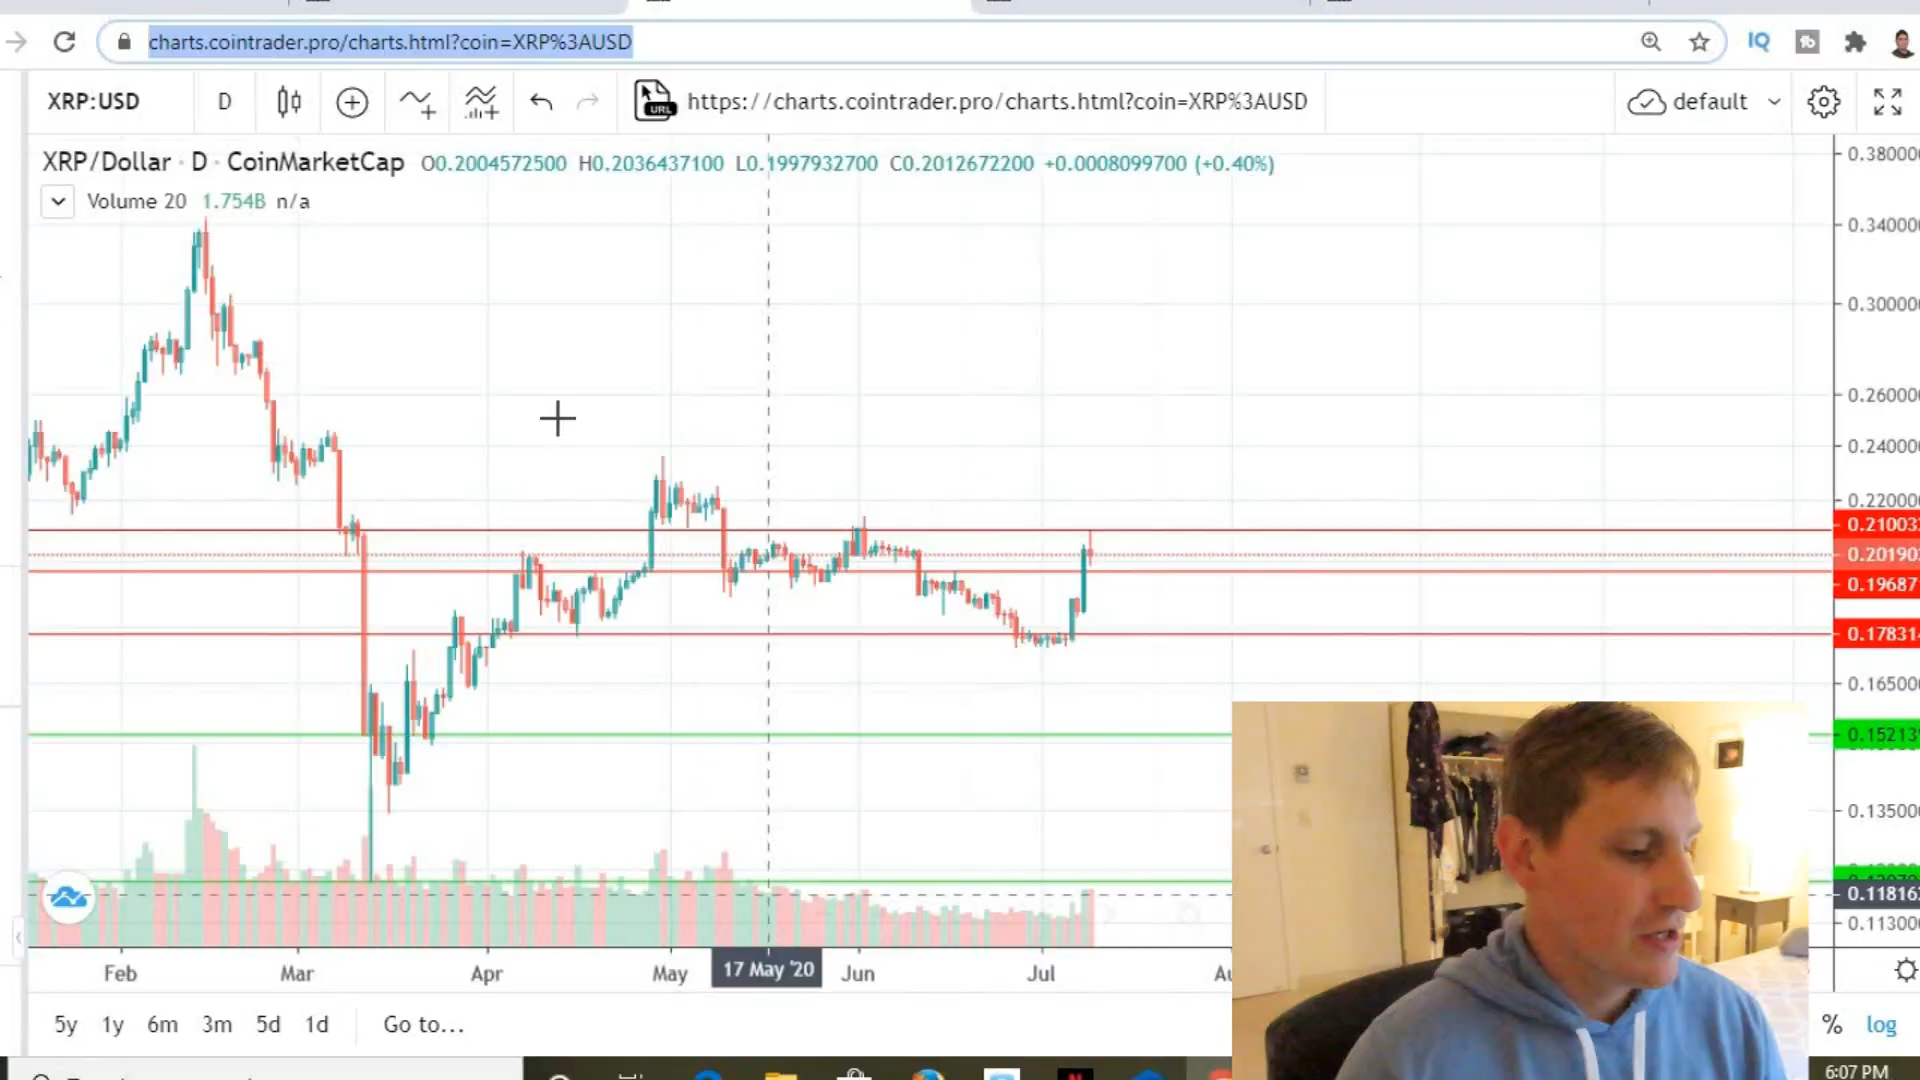 charts.cointrader.pro/charts.html?coin=XRP%3AUSD
IQ
tb
XRP:USD
D
URL
https://charts.cointrader.pro/charts.html?coin=XRP%3AUSD
default
XRP/Dollar · D · CoinMarketCap O0.2004572500 H0.2036437100 L0.1997932700 C0.2012672200 +0.0008099700 (+0.40%)
Volume 20 1.754B n/a
0.38000
0.34000
0.30000
0.26000
0.24000
0.22000
0.21003
0.20190
0.19687
0.17831
0.16500
0.15213
0.13500
0.11816
0.11300
Feb Mar Apr May 17 May '20 Jun Jul
5y 1y 6m 3m 5d 1d Go to...
% log
6:07 PM